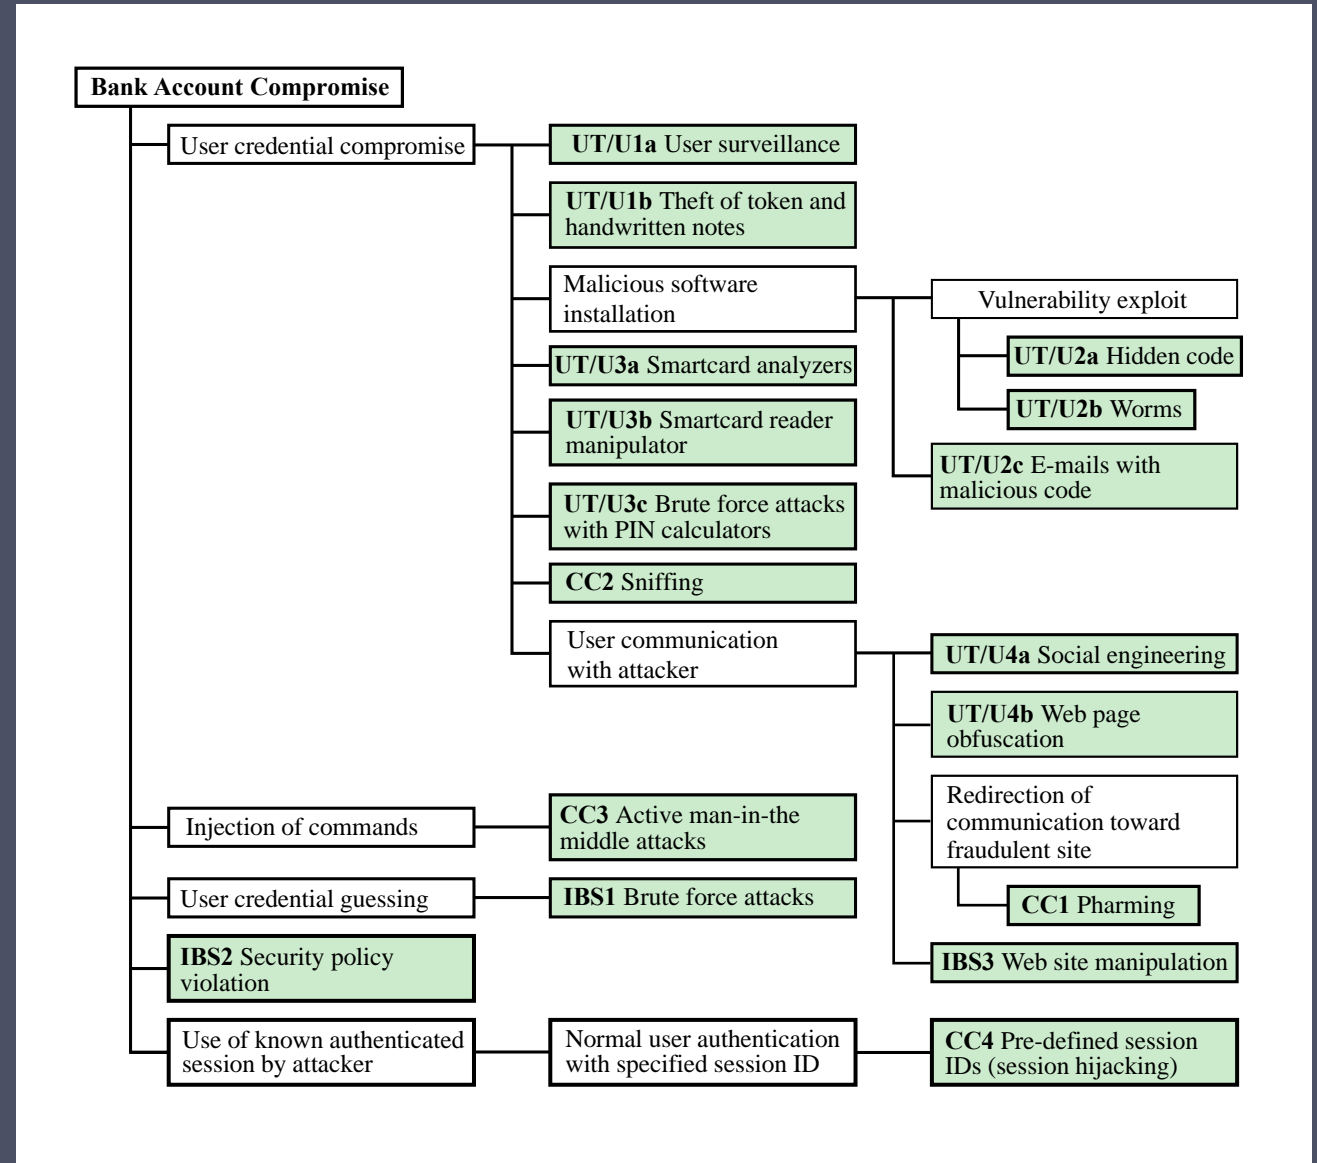 Bank Account Compromise
User credential compromise
UT/U1a User surveillance
UT/U1b Theft of token and
handwritten notes
Malicious software
installation
Vulnerability exploit
UT/U2a Hidden code
UT/U2b Worms
UT/U2c E-mails with
malicious code
UT/U3a Smartcard analyzers
UT/U3b Smartcard reader
manipulator
UT/U3c Brute force attacks
with PIN calculators
CC2 Sniffing
User communication
with attacker
UT/U4a Social engineering
UT/U4b Web page
obfuscation
Redirection of
communication toward
fraudulent site
CC1 Pharming
IBS3 Web site manipulation
Injection of commands
CC3 Active man-in-the
middle attacks
User credential guessing
IBS1 Brute force attacks
IBS2 Security policy
violation
Use of known authenticated
session by attacker
Normal user authentication
with specified session ID
CC4 Pre-defined session
IDs (session hijacking)